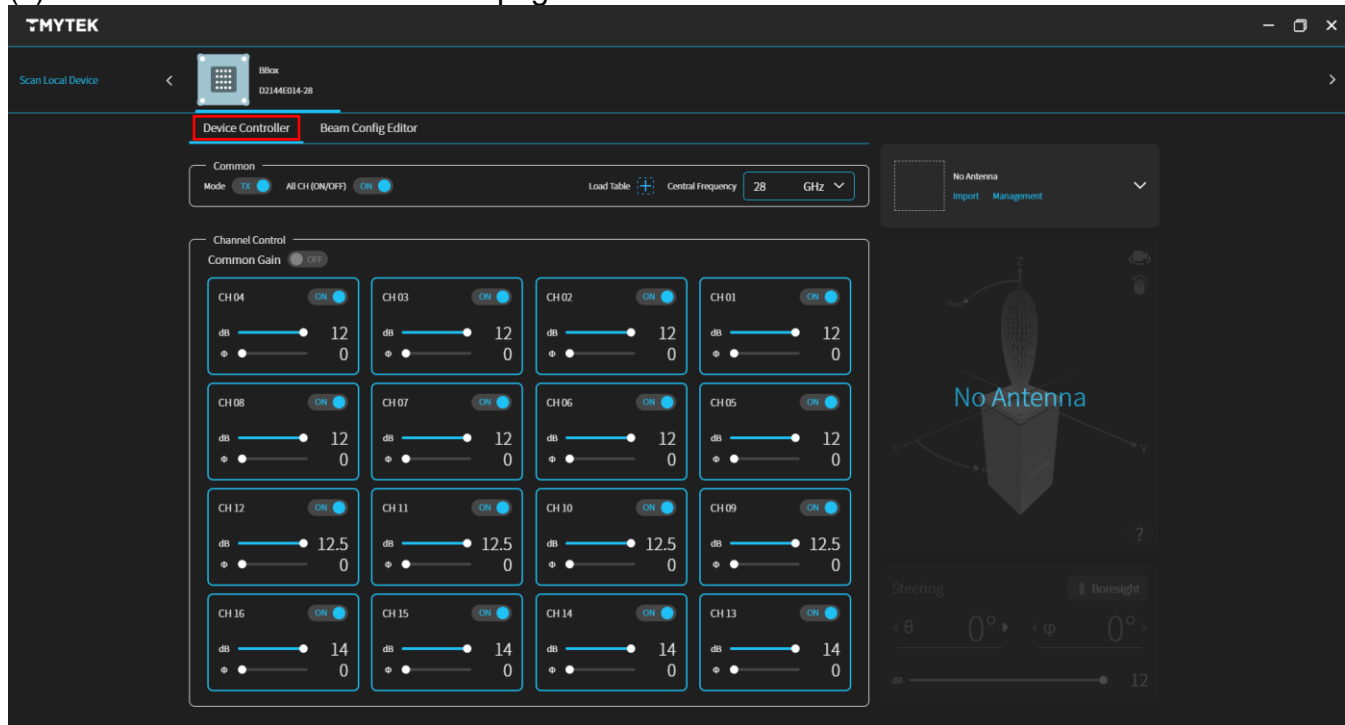 TMYTEK
Scan Local Device
BBox
D2144E014-28
Device Controller Beam Config Editor
Common
Mode TX All CH (ON/OFF) ON Load Table Central Frequency 28 GHz
No Antenna
Import Management
Channel Control
Common Gain OFF
CH 04 ON CH 03 ON CH 02 ON CH 01 ON
dB 12 dB 12 dB 12 dB 12
Φ 0 Φ 0 Φ 0 Φ 0
CH 08 ON CH 07 ON CH 06 ON CH 05 ON
dB 12 dB 12 dB 12 dB 12
Φ 0 Φ 0 Φ 0 Φ 0
CH 12 ON CH 11 ON CH 10 ON CH 09 ON
dB 12.5 dB 12.5 dB 12.5 dB 12.5
Φ 0 Φ 0 Φ 0 Φ 0
CH 16 ON CH 15 ON CH 14 ON CH 13 ON
dB 14 dB 14 dB 14 dB 14
Φ 0 Φ 0 Φ 0 Φ 0
Z
No Antenna
X Y
?
Steering Boresight
θ 0° φ 0°
dB 12